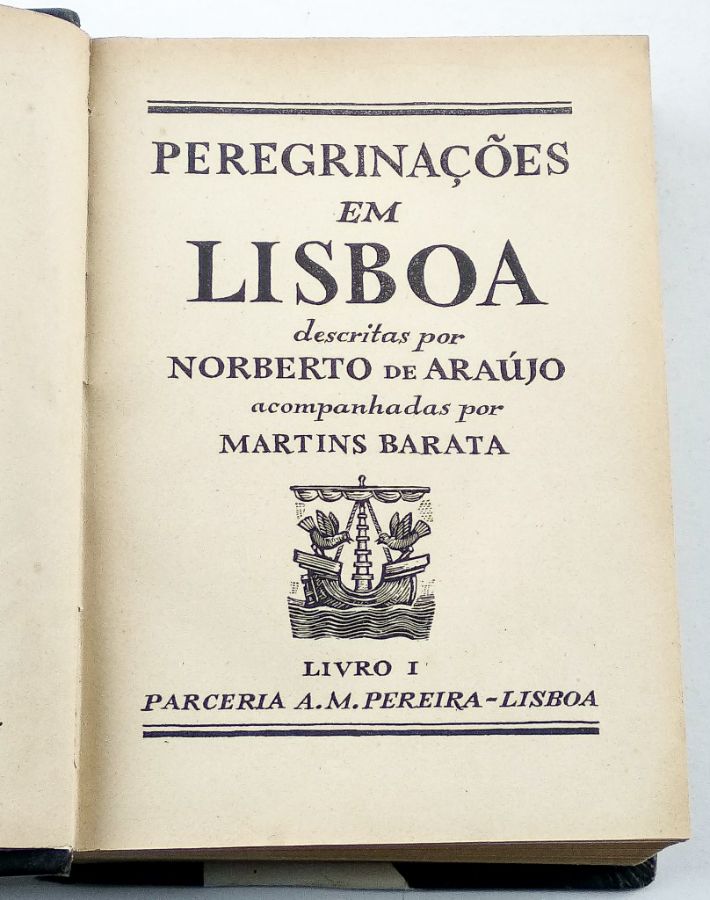 PEREGRINAÇÕES
EM
LISBOA
descritas por
NORBERTO DE ARAÚJO
acompanhadas por
MARTINS BARATA
LIVRO I
PARCERIA A. M. PEREIRA-LISBOA